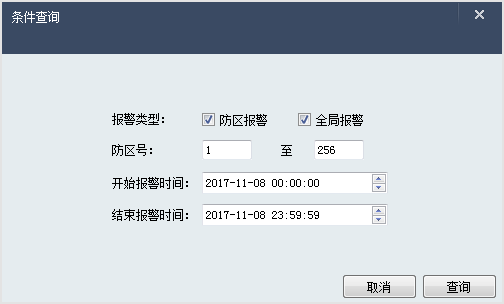 条件查询
报警类型： 防区报警 全局报警
防区号： 1 至 256
开始报警时间： 2017-11-08 00:00:00
结束报警时间： 2017-11-08 23:59:59
取消 查询